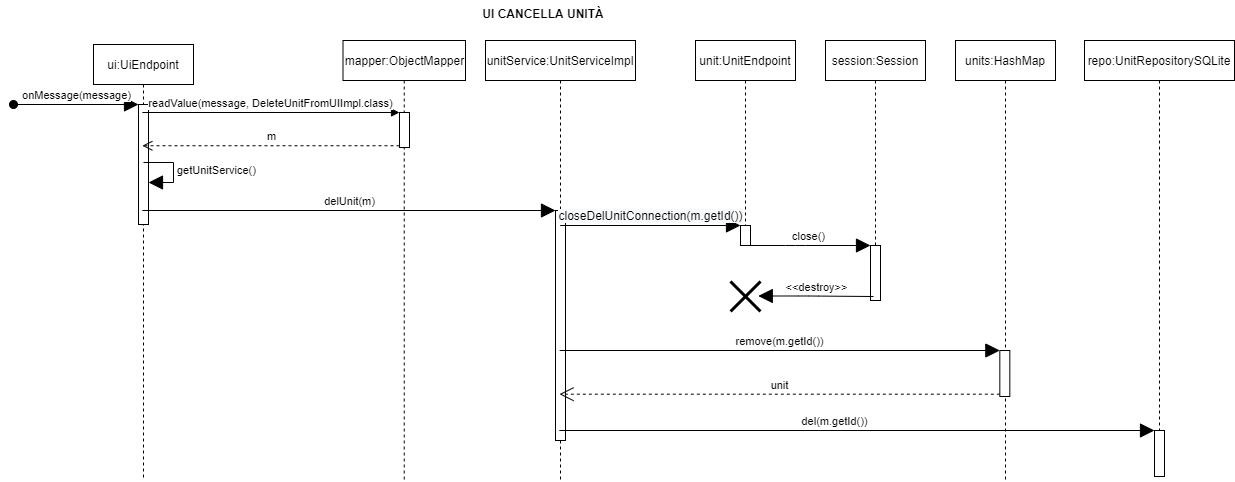 UI CANCELLA UNITÀ
ui:UiEndpoint
mapper:ObjectMapper
unitService:UnitServiceImpl
unit:UnitEndpoint
session:Session
units:HashMap
repo:UnitRepositorySQLite
onMessage(message)
readValue(message, DeleteUnitFromUIImpl.class)
m
getUnitService()
delUnit(m)
closeDelUnitConnection(m.getId())
close()
<<destroy>>
remove(m.getId())
unit
del(m.getId())